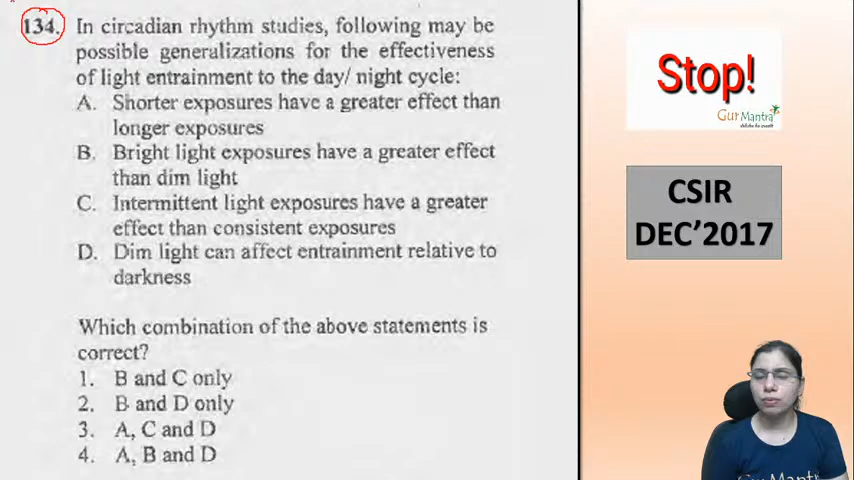 134. In circadian rhythm studies, following may be
possible generalizations for the effectiveness
of light entrainment to the day/ night cycle:
A. Shorter exposures have a greater effect than
longer exposures
B. Bright light exposures have a greater effect
than dim light
C. Intermittent light exposures have a greater
effect than consistent exposures
D. Dim light can affect entrainment relative to
darkness
Which combination of the above statements is
correct?
1. B and C only
2. B and D only
3. A, C and D
4. A, B and D
Stop!
Gur Mantra
CSIR
DEC'2017
Gur Mantr